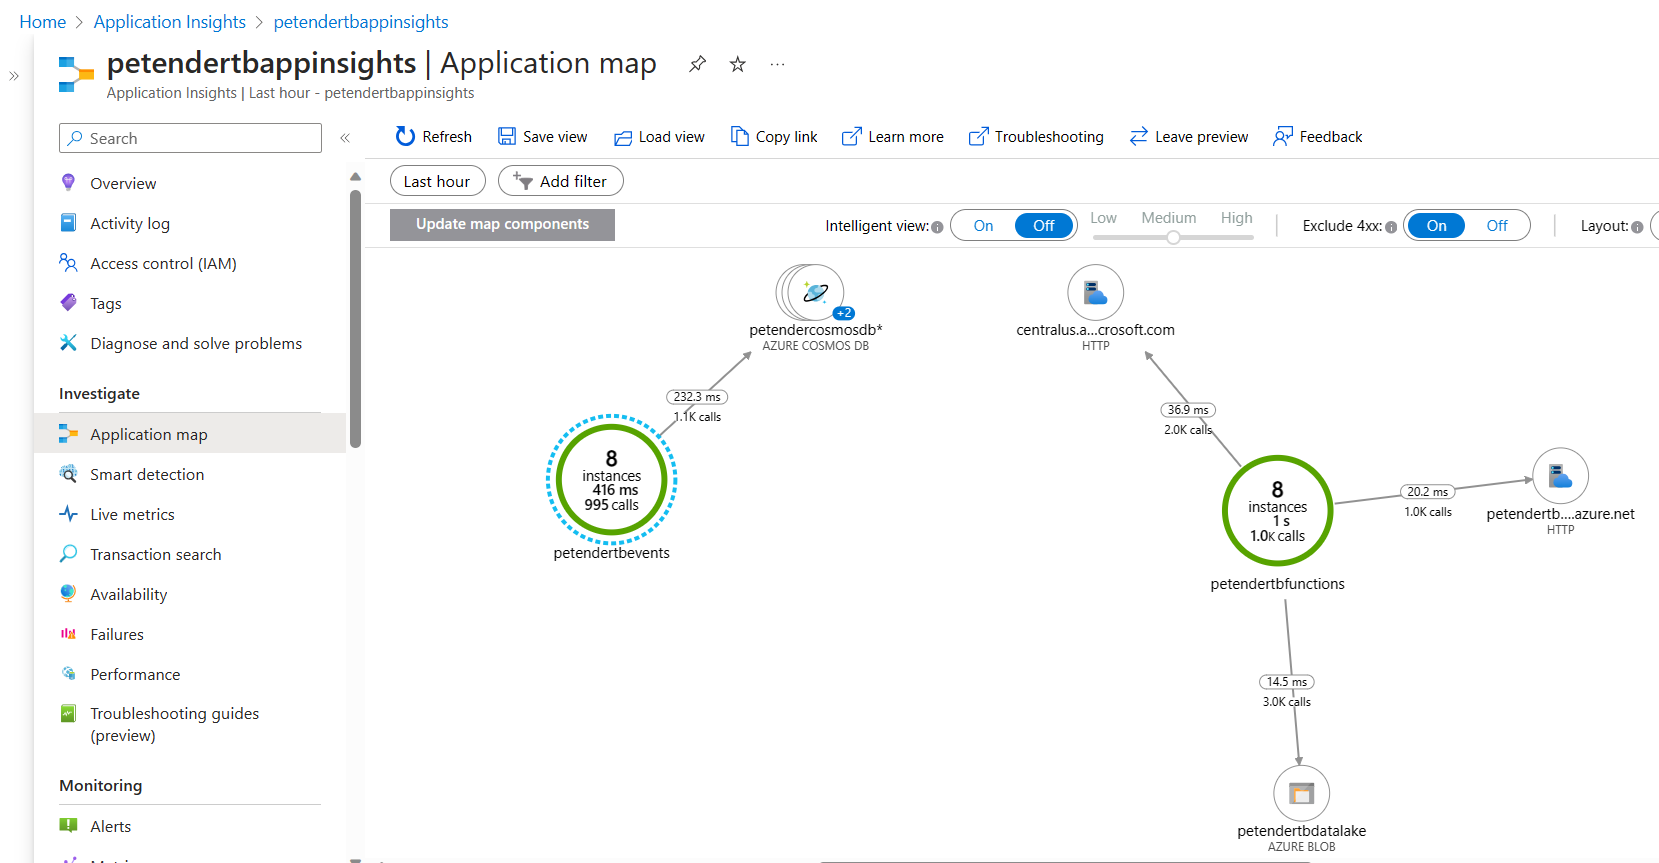 Home > Application Insights > petendertbappinsights
petendertbappinsights | Application map
Application Insights | Last hour - petendertbappinsights
Search
Refresh
Save view
Load view
Copy link
Learn more
Troubleshooting
Leave preview
Feedback
Last hour
Add filter
Update map components
Intelligent view:
On
Off
Low
Medium
High
Exclude 4xx:
On
Off
Layout:
Overview
Activity log
Access control (IAM)
Tags
Diagnose and solve problems
Investigate
Application map
Smart detection
Live metrics
Transaction search
Availability
Failures
Performance
Troubleshooting guides
(preview)
Monitoring
Alerts
+2
petendercosmosdb*
AZURE COSMOS DB
232.3 ms
1.1K calls
8
instances
416 ms
995 calls
petendertbevents
centralus.a...crosoft.com
HTTP
36.9 ms
2.0K calls
8
instances
1 s
1.0K calls
petendertbfunctions
20.2 ms
1.0K calls
petendertb....azure.net
HTTP
14.5 ms
3.0K calls
petendertbdatalake
AZURE BLOB